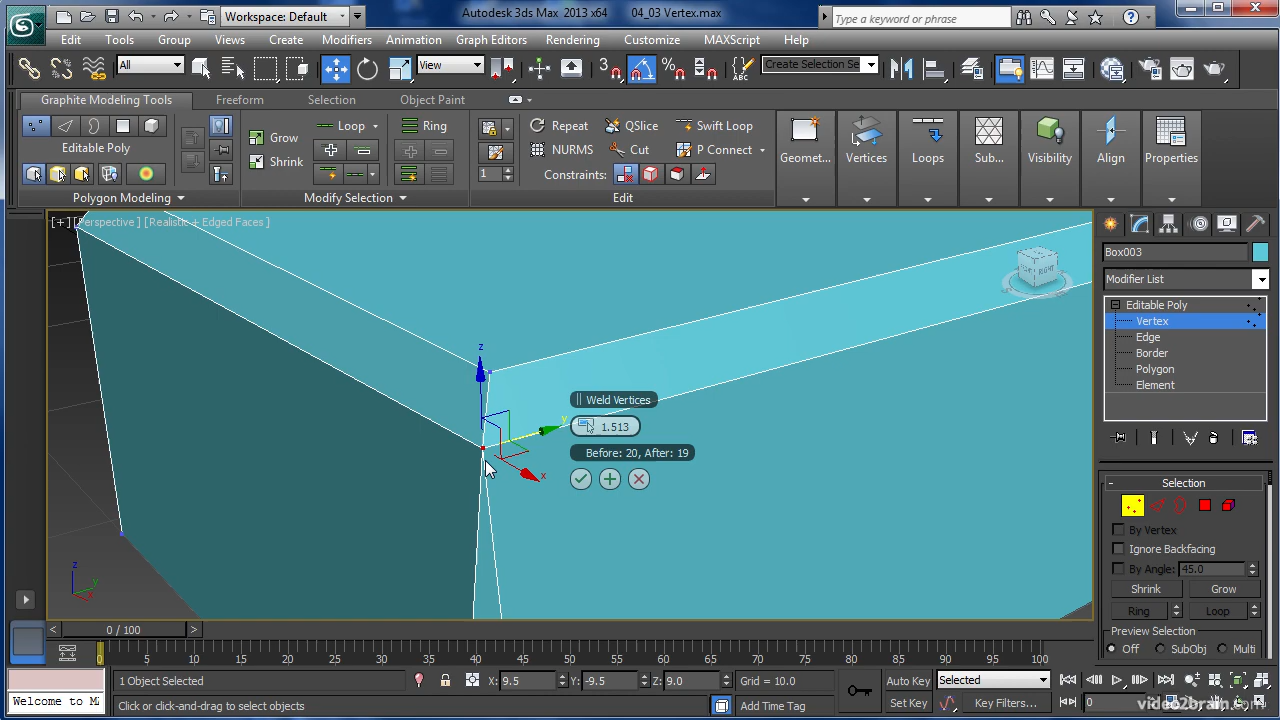 Workspace: Default
Autodesk 3ds Max 2013 x64 04_03 Vertex.max
Type a keyword or phrase
Edit Tools Group Views Create Modifiers Animation Graph Editors Rendering Customize MAXScript Help
All
View
3
Create Selection Se
Graphite Modeling Tools Freeform Selection Object Paint
Editable Poly
Grow
Shrink
Loop
Ring
1
Repeat QSlice Swift Loop
NURMS Cut P Connect
Constraints:
Geomet... Vertices Loops Sub... Visibility Align Properties
Polygon Modeling Modify Selection Edit
[+] [Perspective] [Realistic + Edged Faces]
RIGHT
z
y
x
Weld Vertices
1.513
Before: 20, After: 19
z
y
x
Box003
Modifier List
Editable Poly
Vertex
Edge
Border
Polygon
Element
- Selection
By Vertex
Ignore Backfacing
By Angle: 45.0
Shrink Grow
Ring Loop
Preview Selection
Off SubObj Multi
< 0 / 100 >
0 5 10 15 20 25 30 35 40 45 50 55 60 65 70 75 80 85 90 95 100
Welcome to M
1 Object Selected
X: 9.5 Y: -9.5 Z: 9.0 Grid = 10.0
Click or click-and-drag to select objects
Add Time Tag
Auto Key Selected
Set Key Key Filters...
0
video2brain.com